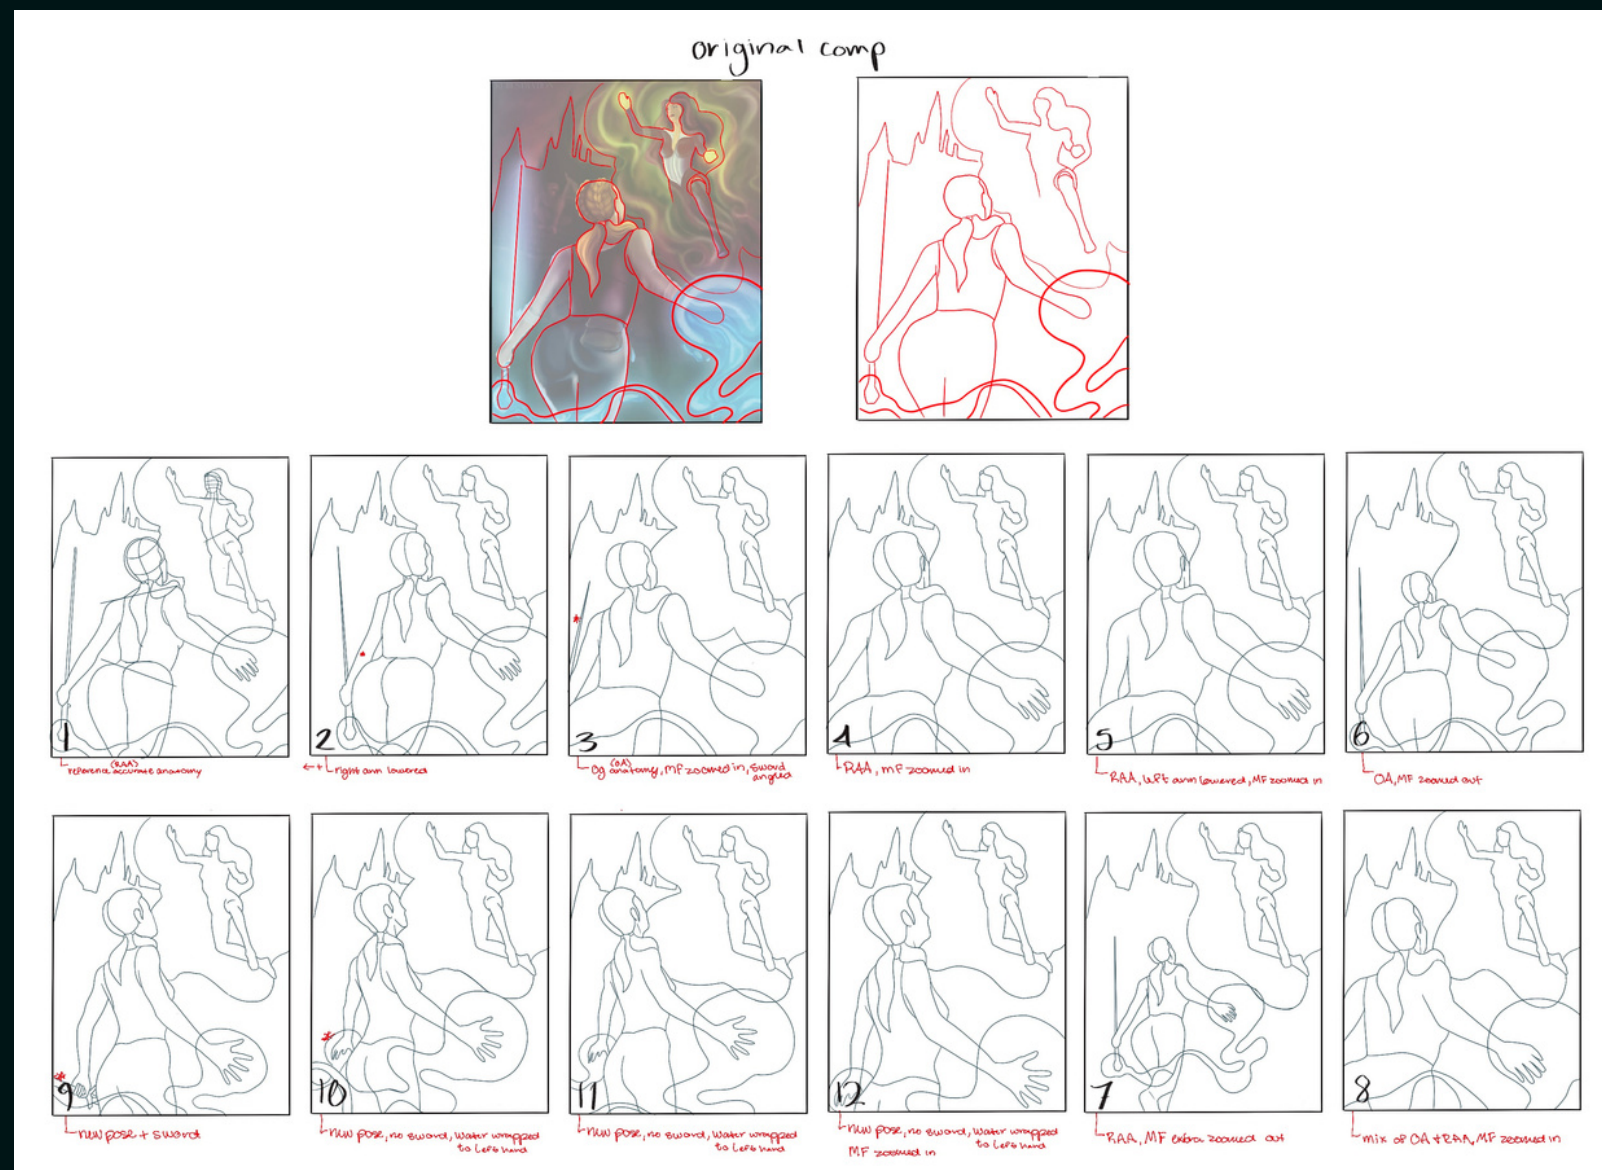 original comp
1
(RAA)
reference accurate anatomy
2
←+ right arm lowered
3
(OA)
Og anatomy, MF zoomed in, sword
angled
4
RAA, MF zoomed in
5
RAA, left arm lowered, MF zoomed in
6
OA, MF zoomed out
9
new pose + sword
10
new pose, no sword, water wrapped
to left hand
11
new pose, no sword, water wrapped
to left hand
12
new pose, no sword, water wrapped
to left hand
MF zoomed in
7
RAA, MF extra zoomed out
8
mix of OA + RAA, MF zoomed in